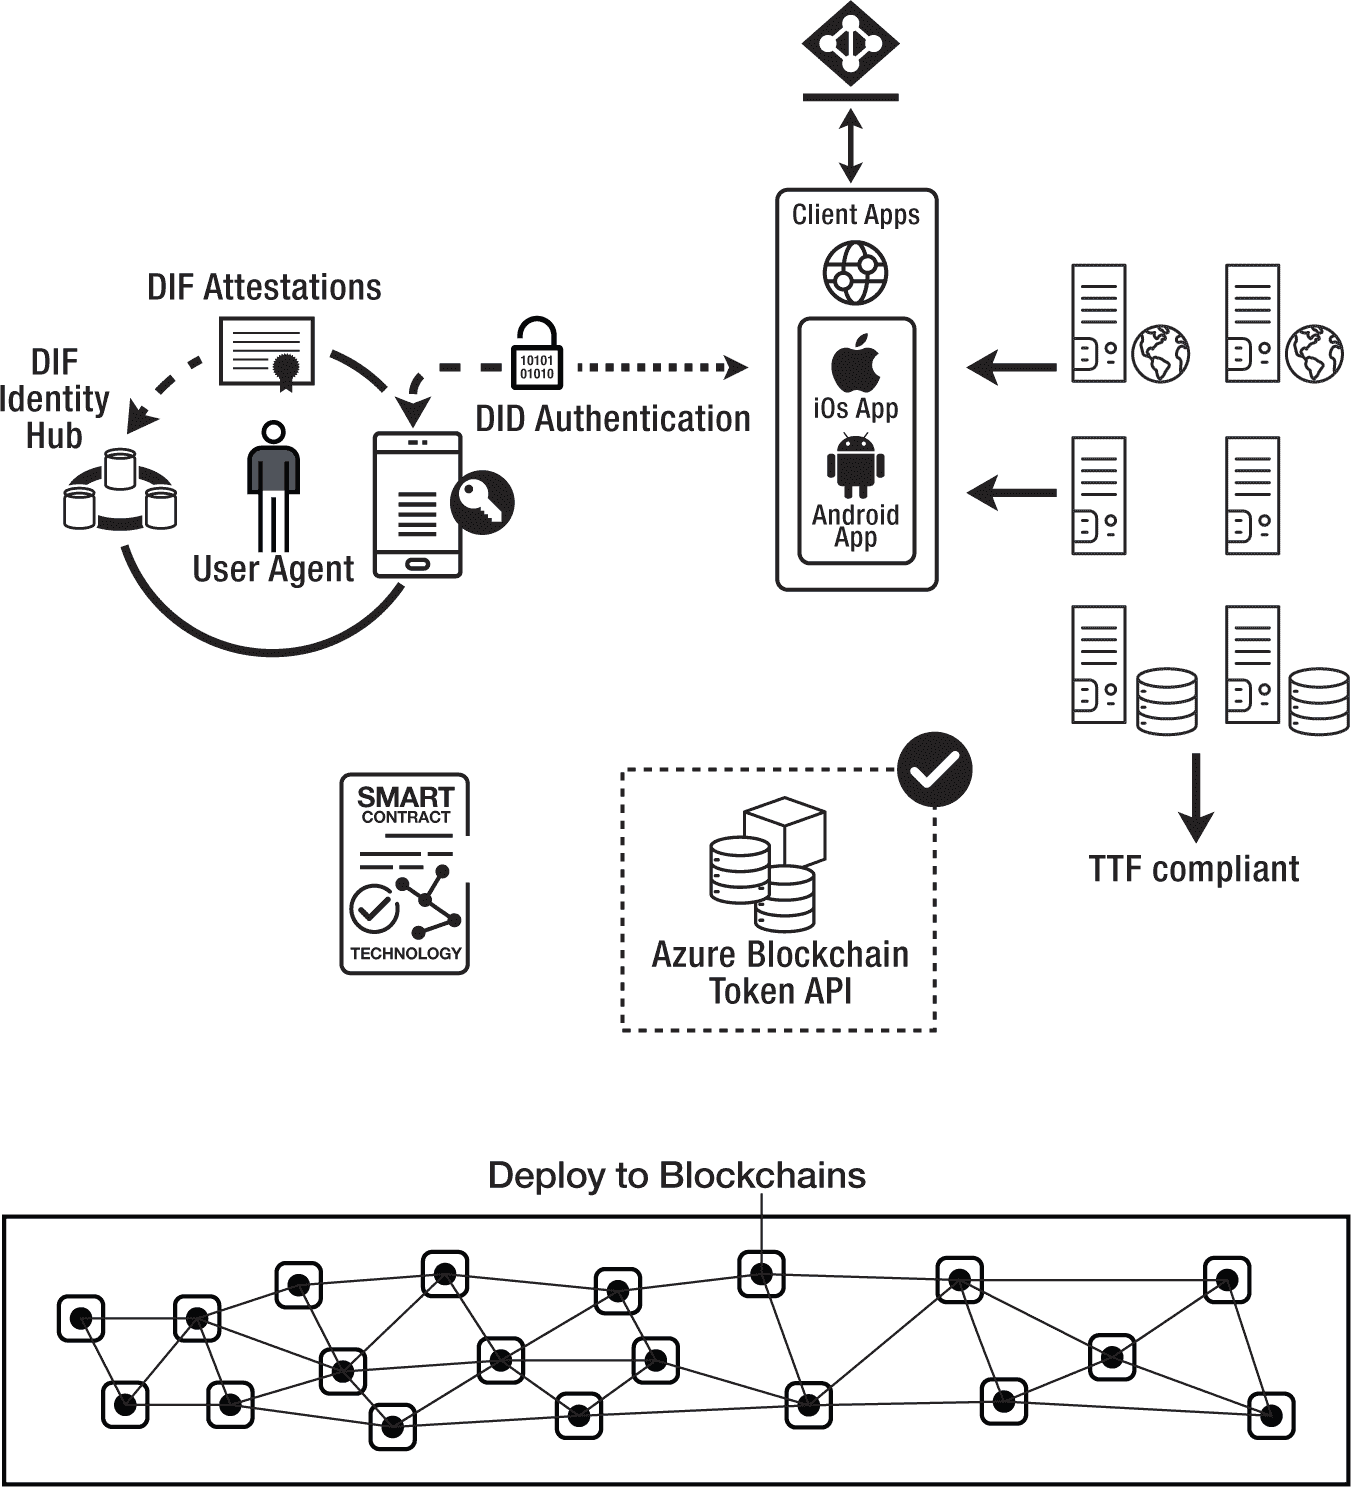 Client Apps
DIF Attestations
DIF
Identity
Hub
10101
01010
DID Authentication
iOs App
Android
App
User Agent
SMART
CONTRACT
TECHNOLOGY
Azure Blockchain
Token API
TTF compliant
Deploy to Blockchains